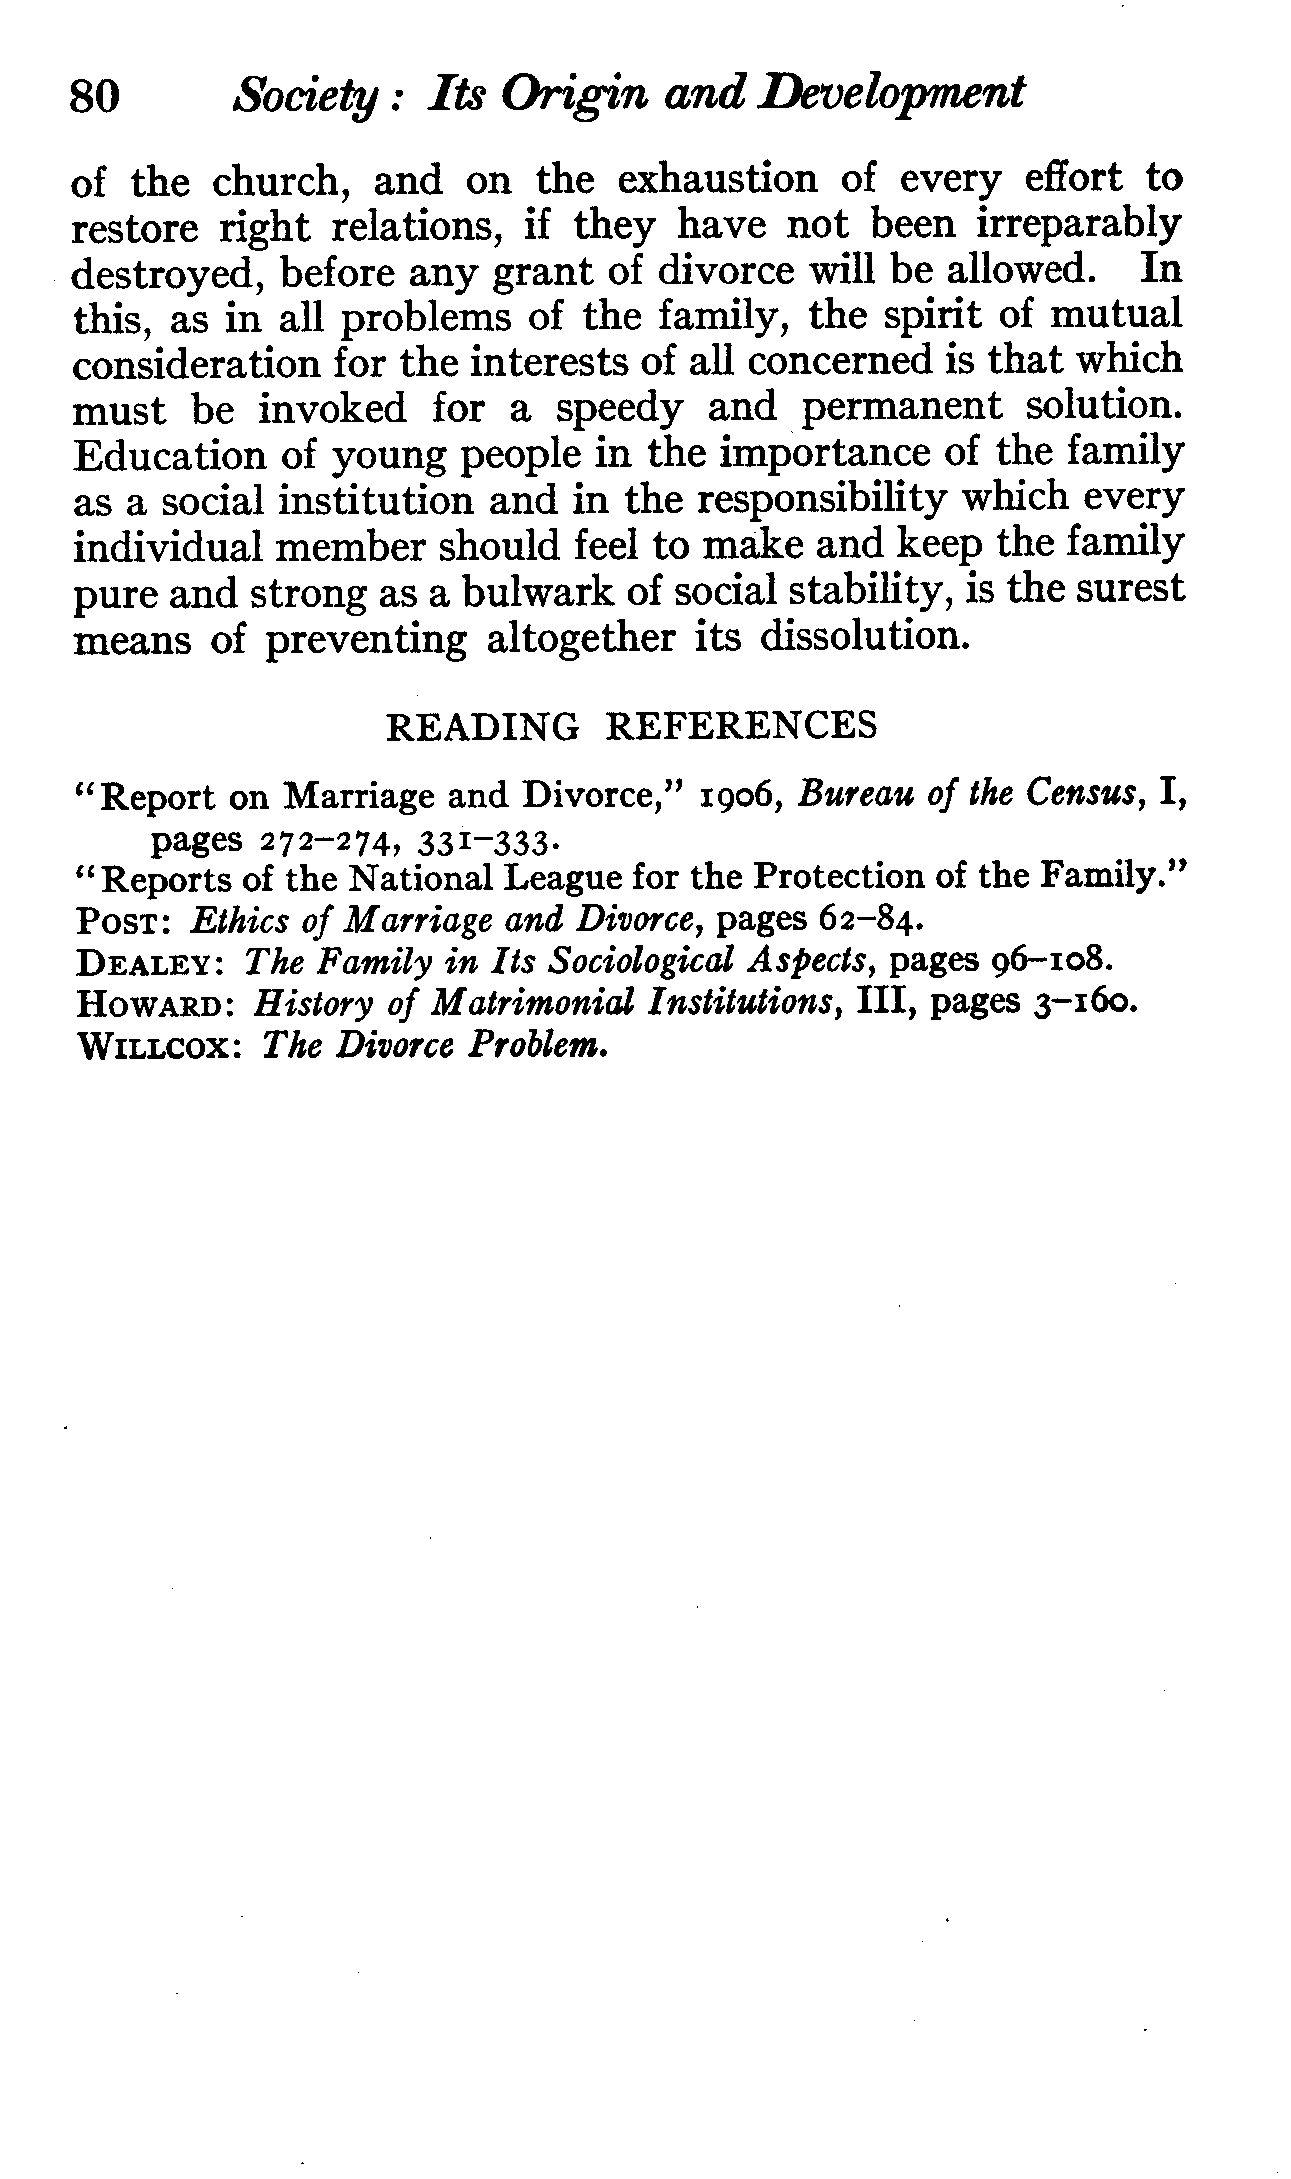 80 Society : Its Origin and Development
of the church, and on the exhaustion of every effort to
restore right relations, if they have not been irreparably
destroyed, before any grant of divorce will be allowed. In
this, as in all problems of the family, the spirit of mutual
consideration for the interests of all concerned is that which
must be invoked for a speedy and permanent solution.
Education of young people in the importance of the family
as a social institution and in the responsibility which every
individual member should feel to make and keep the family
pure and strong as a bulwark of social stability, is the surest
means of preventing altogether its dissolution.
READING REFERENCES
"Report on Marriage and Divorce," 1906, Bureau of the Census, I,
pages 272–274, 331–333.
"Reports of the National League for the Protection of the Family."
POST: Ethics of Marriage and Divorce, pages 62–84.
DEALEY: The Family in Its Sociological Aspects, pages 96–108.
HOWARD: History of Matrimonial Institutions, III, pages 3–160.
WILLCOX: The Divorce Problem.